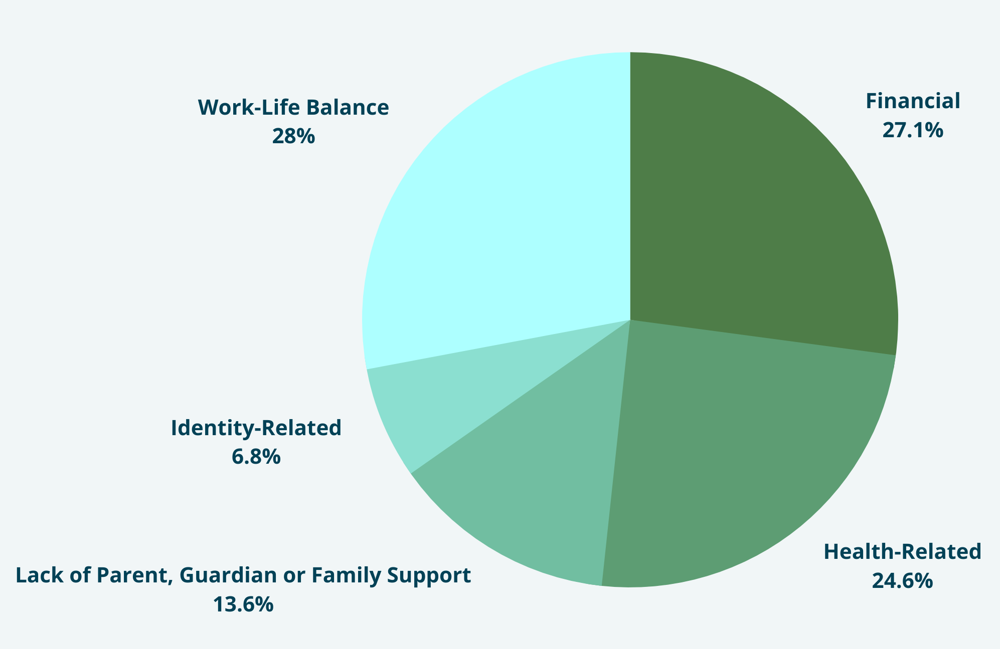 Work-Life Balance
28%
Financial
27.1%
Identity-Related
6.8%
Health-Related
24.6%
Lack of Parent, Guardian or Family Support
13.6%